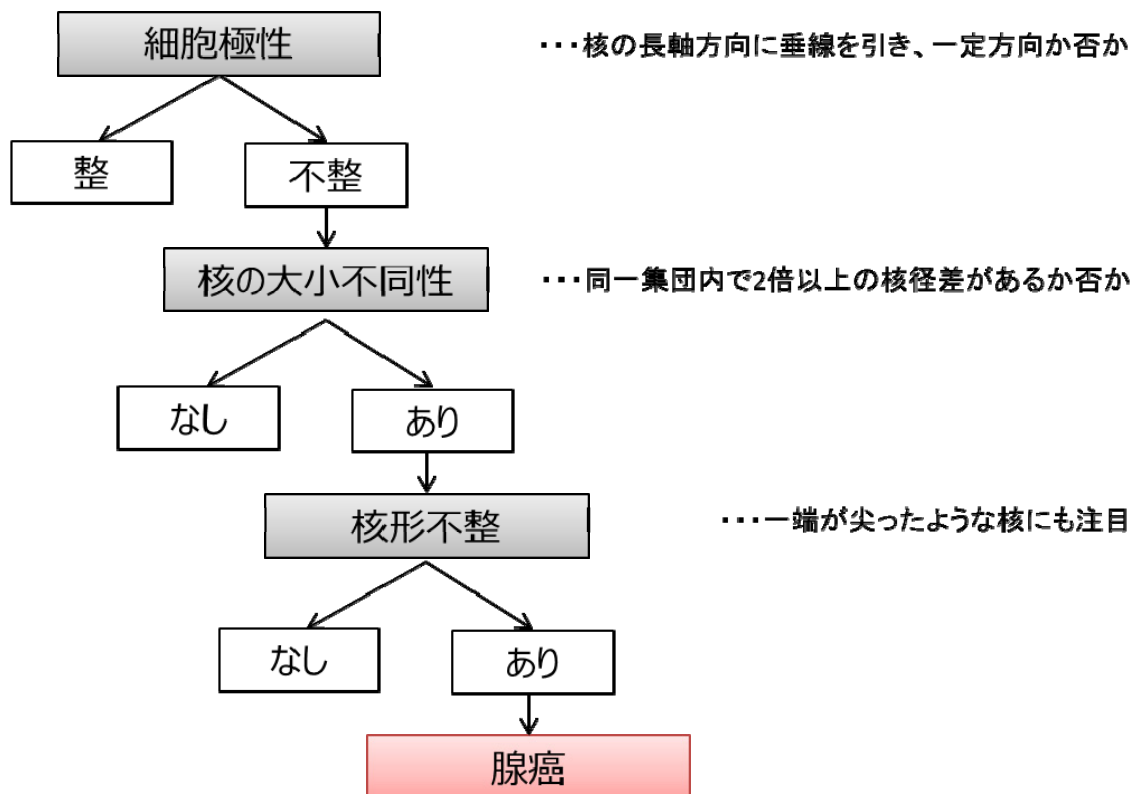 細胞極性
･･･核の長軸方向に垂線を引き、一定方向か否か
整
不整
核の大小不同性
･･･同一集団内で2倍以上の核径差があるか否か
なし
あり
核形不整
･･･一端が尖ったような核にも注目
なし
あり
腺癌